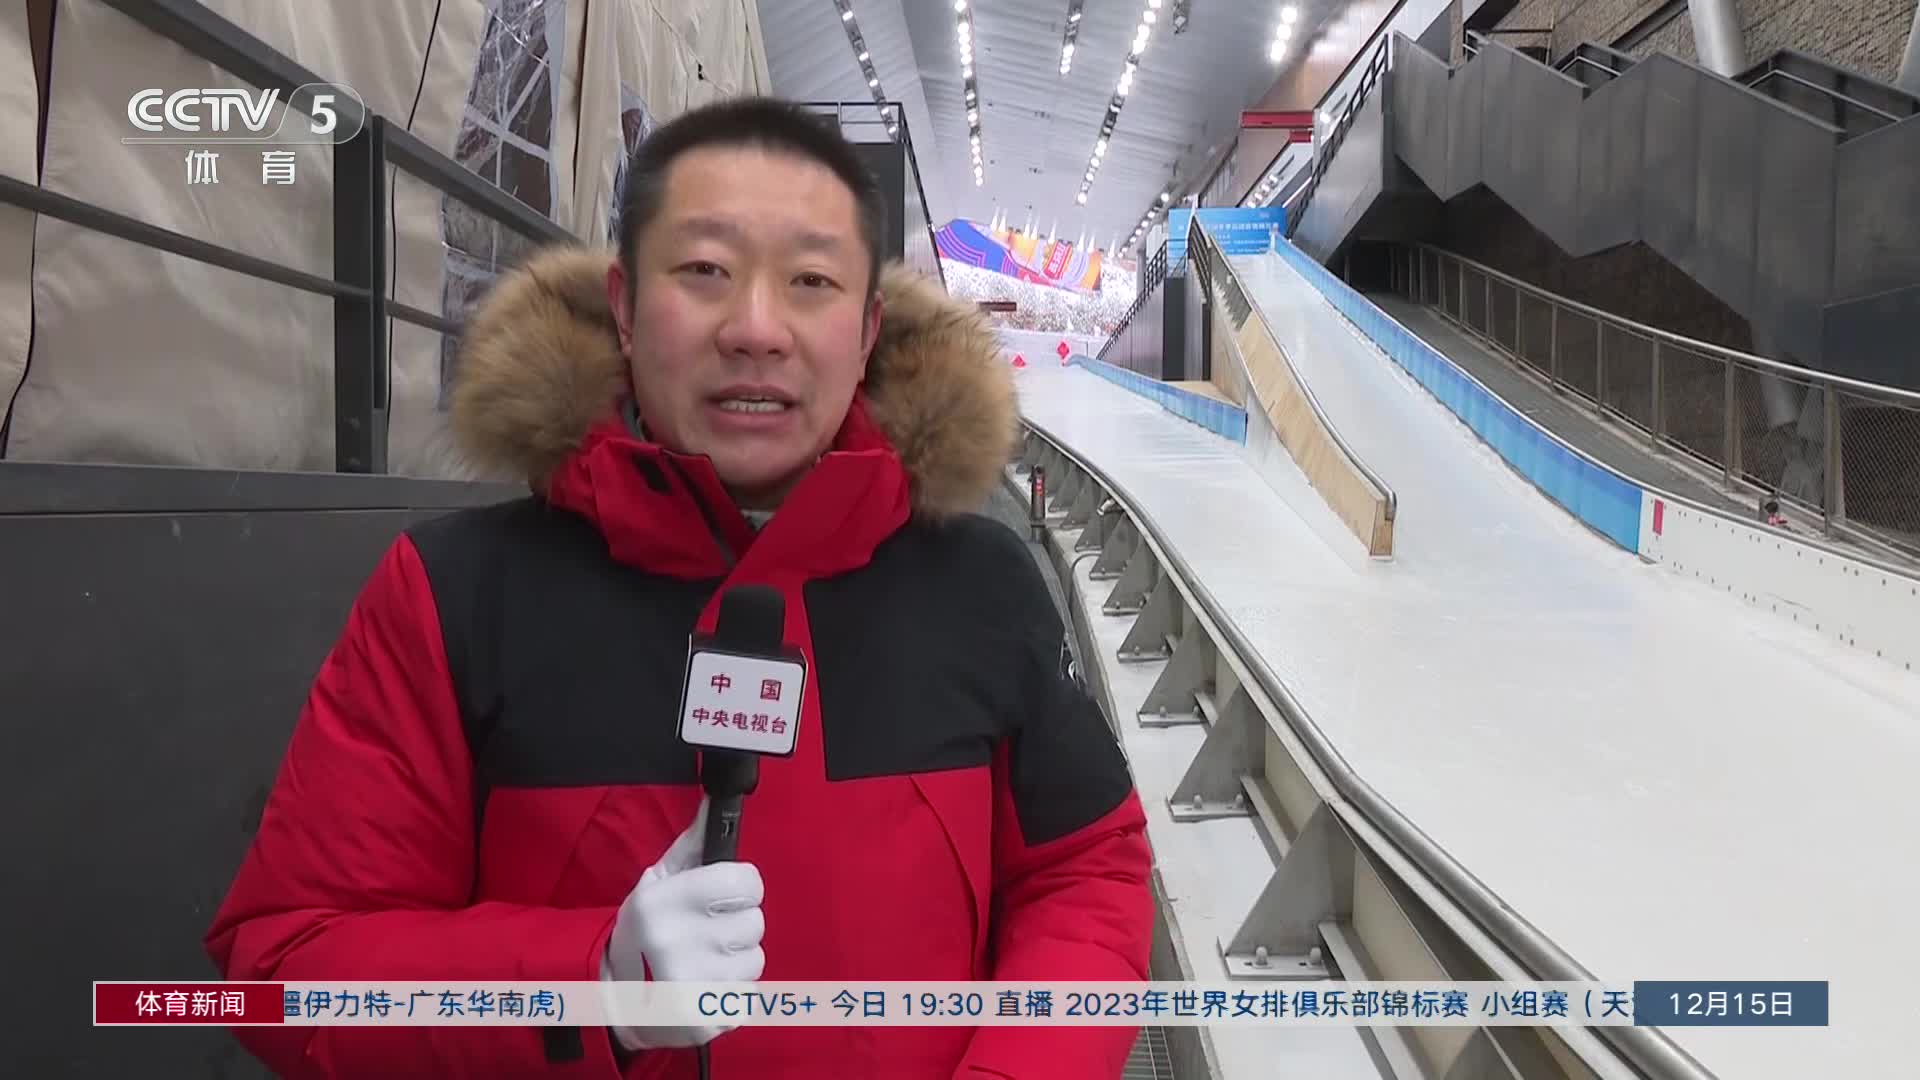 CCTV 5
体育
中国
中央电视台
体育新闻
疆伊力特-广东华南虎) CCTV5+ 今日 19:30 直播 2023年世界女排俱乐部锦标赛 小组赛（天
12月15日